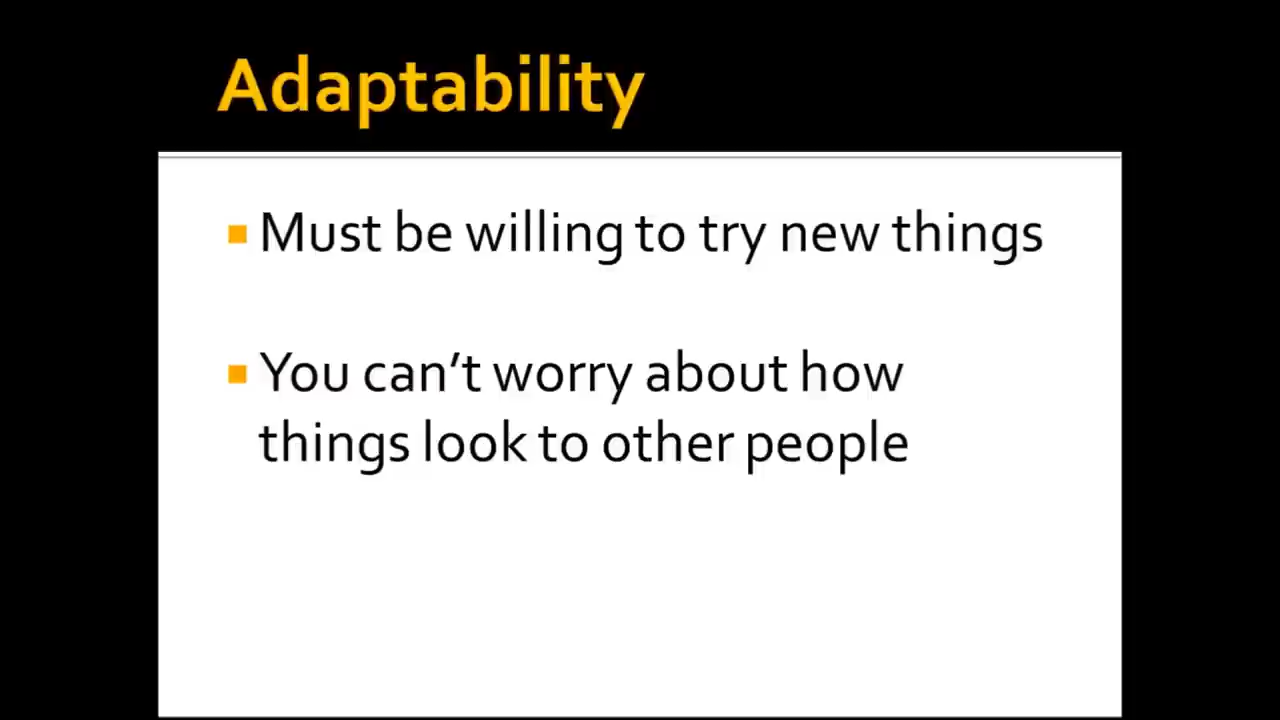 Adaptability
Must be willing to try new things
You can’t worry about how
things look to other people